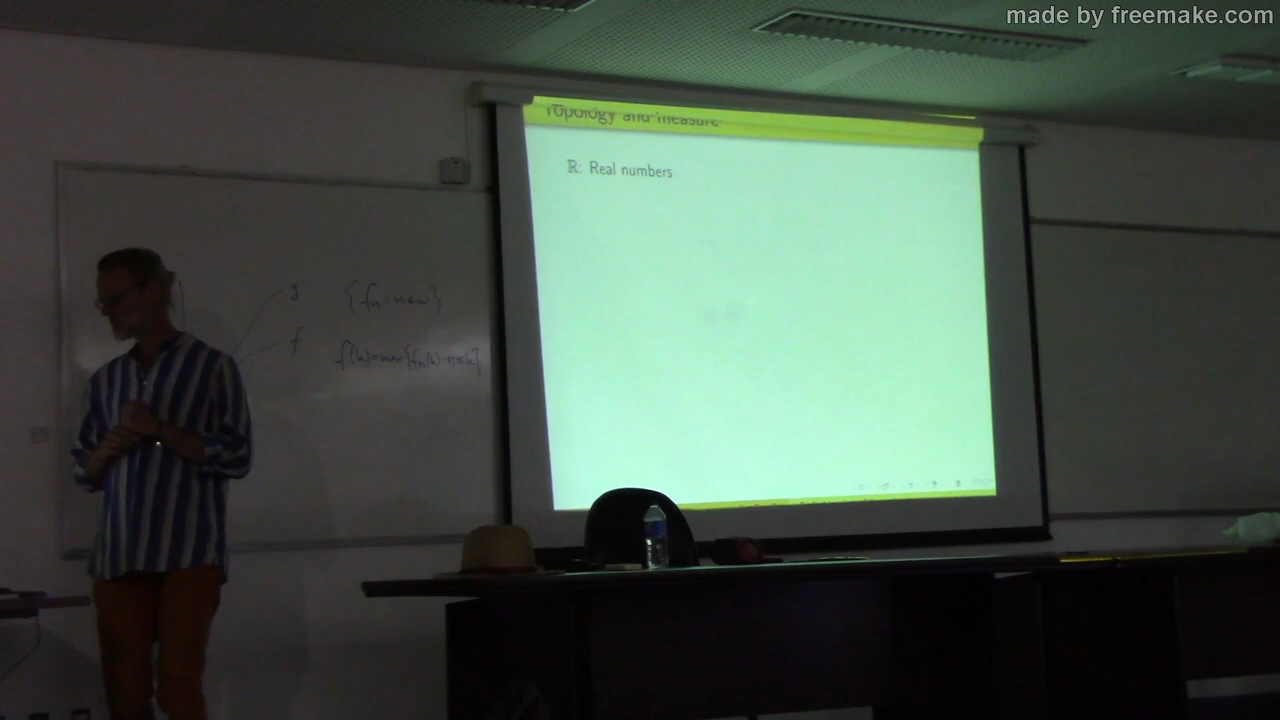 made by freemake.com
Topology and measure
ℝ: Real numbers
g {fₙ : n∈ω}
f f(k)=max{fₙ(k) : n≤k}